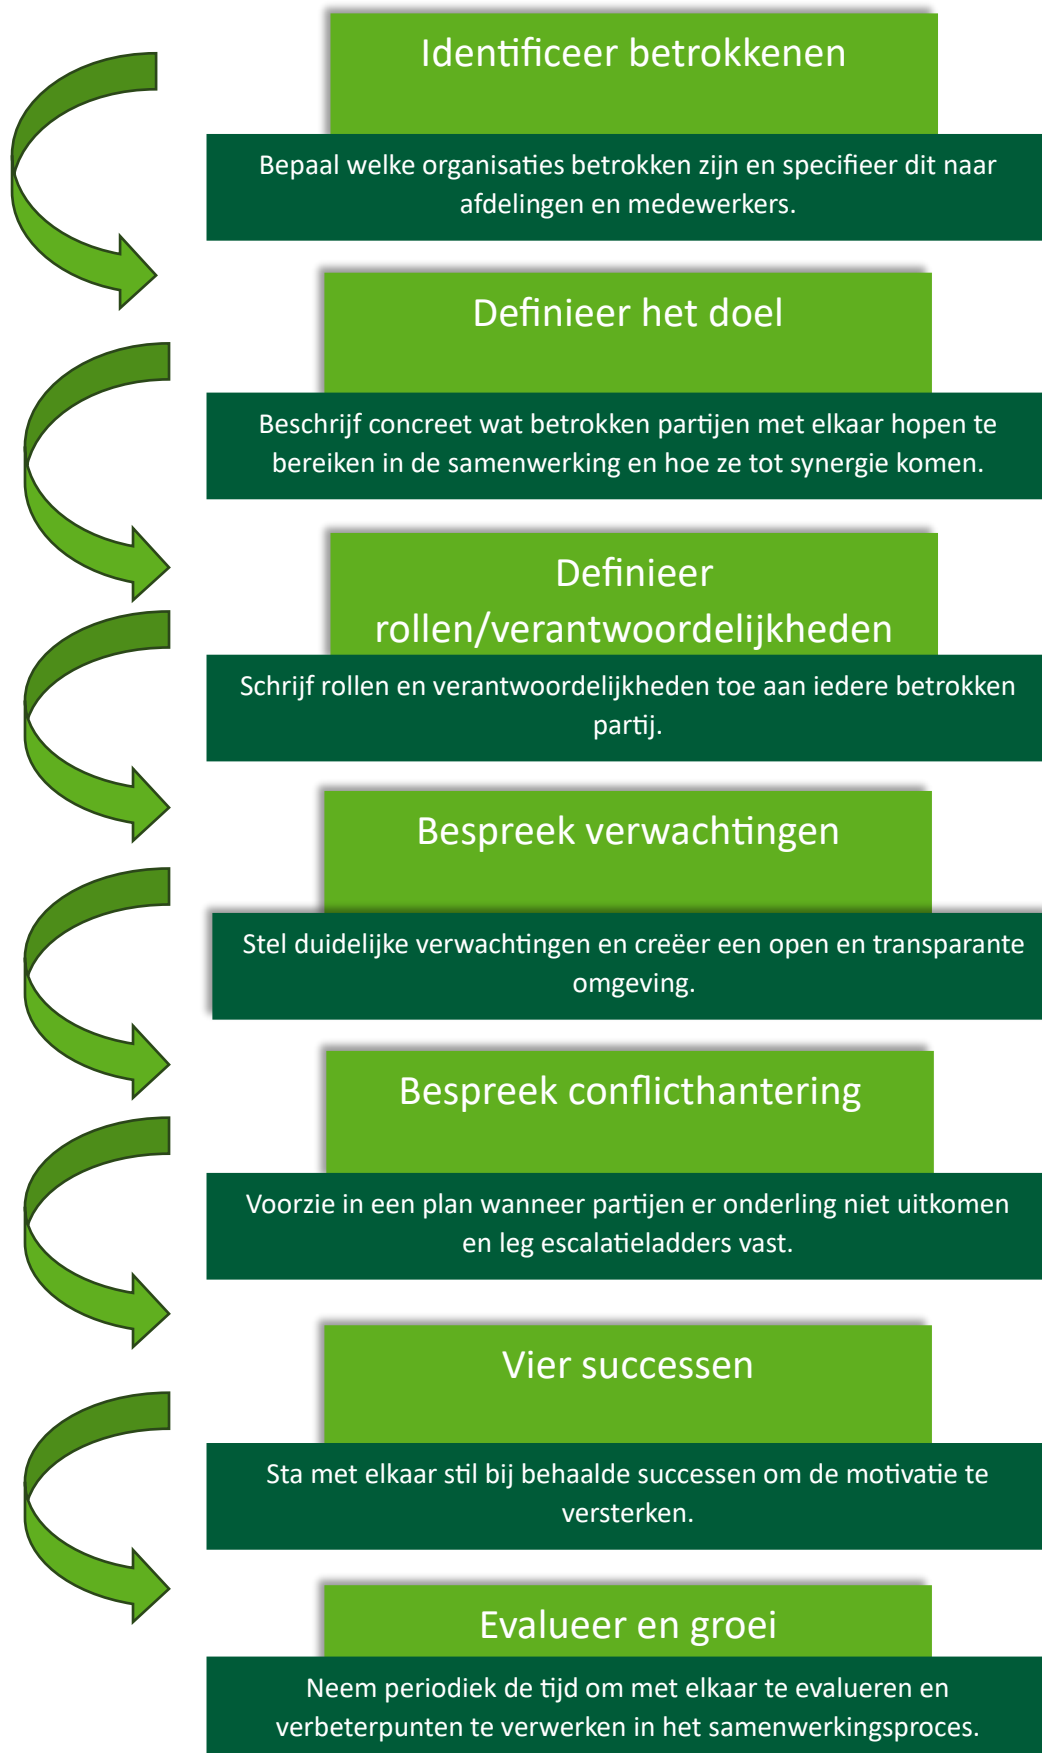 Identificeer betrokkenen
Bepaal welke organisaties betrokken zijn en specifieer dit naar
afdelingen en medewerkers.
Definieer het doel
Beschrijf concreet wat betrokken partijen met elkaar hopen te
bereiken in de samenwerking en hoe ze tot synergie komen.
Definieer
rollen/verantwoordelijkheden
Schrijf rollen en verantwoordelijkheden toe aan iedere betrokken
partij.
Bespreek verwachtingen
Stel duidelijke verwachtingen en creëer een open en transparante
omgeving.
Bespreek conflicthantering
Voorzie in een plan wanneer partijen er onderling niet uitkomen
en leg escalatieladders vast.
Vier successen
Sta met elkaar stil bij behaalde successen om de motivatie te
versterken.
Evalueer en groei
Neem periodiek de tijd om met elkaar te evalueren en
verbeterpunten te verwerken in het samenwerkingsproces.